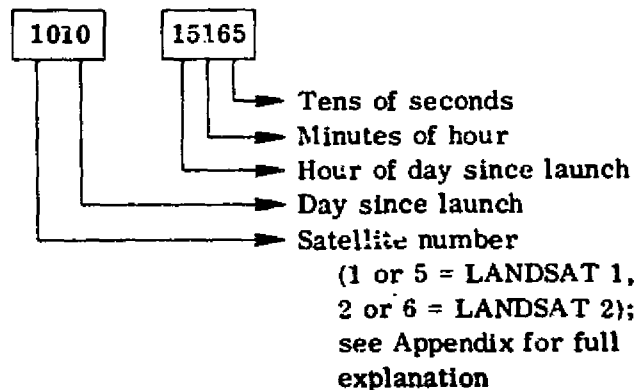 1010 15165
Tens of seconds
Minutes of hour
Hour of day since launch
Day since launch
Satellite number
(1 or 5 = LANDSAT 1,
2 or 6 = LANDSAT 2);
see Appendix for full
explanation